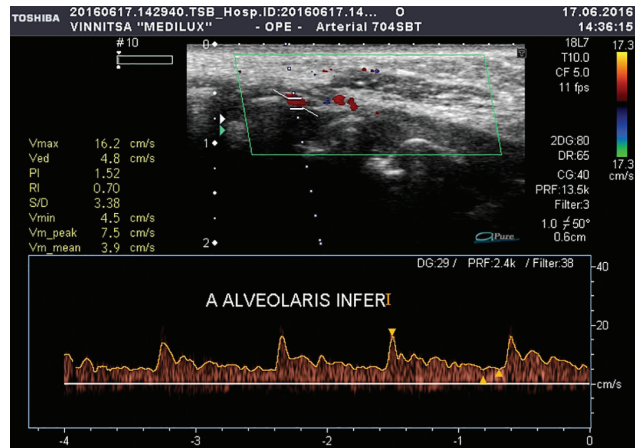 TOSHIBA 20160617.142940.TSB_Hosp.ID:20160617.14... O 17.06.2016
VINNITSA "MEDILUX" - OPE - Arterial 704SBT 14:36:15
#10
0
1
2
18L7
T10.0
CF 5.0
11 fps
2DG:80
DR:65
CG:40
PRF:13.5k
Filter:3
1.0 ≠50°
0.6cm
17.3
17.3
cm/s
Vmax 16.2 cm/s
Ved 4.8 cm/s
PI 1.52
RI 0.70
S/D 3.38
Vmin 4.5 cm/s
Vm_peak 7.5 cm/s
Vm_mean 3.9 cm/s
APure
DG:29 / PRF:2.4k / Filter:38
A ALVEOLARIS INFERI
40
20
cm/s
-4 -3 -2 -1 0